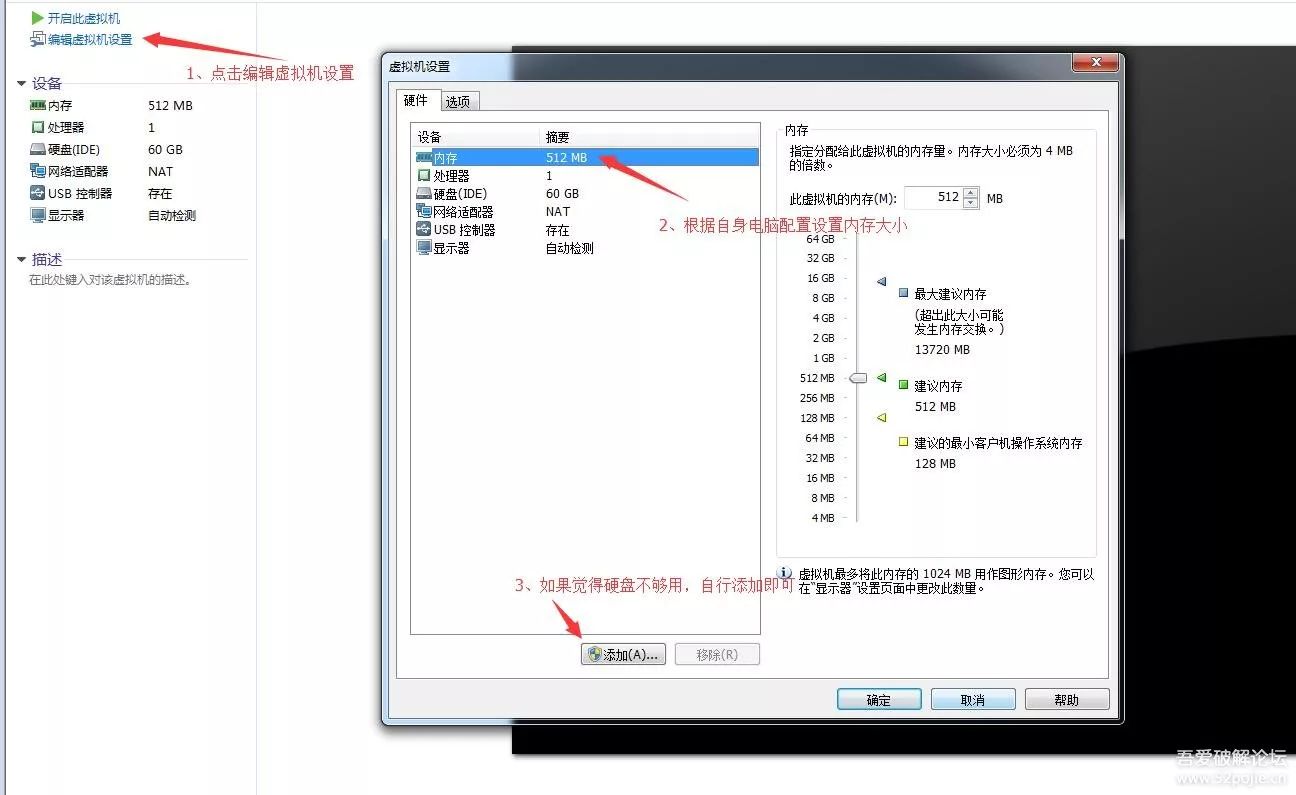 开启此虚拟机
编辑虚拟机设置
1、点击编辑虚拟机设置
设备
内存 512 MB
处理器 1
硬盘(IDE) 60 GB
网络适配器 NAT
USB 控制器 存在
显示器 自动检测
描述
在此处键入对该虚拟机的描述。
虚拟机设置
硬件 选项
设备 摘要
内存 512 MB
处理器 1
硬盘(IDE) 60 GB
网络适配器 NAT
USB 控制器 存在
显示器 自动检测
2、根据自身电脑配置设置内存大小
3、如果觉得硬盘不够用，自行添加即可
添加(A)... 移除(R)
内存
指定分配给此虚拟机的内存量。内存大小必须为 4 MB
的倍数。
此虚拟机的内存(M): 512 MB
64 GB
32 GB
16 GB
8 GB
4 GB
2 GB
1 GB
512 MB
256 MB
128 MB
64 MB
32 MB
16 MB
8 MB
4 MB
最大建议内存
(超出此大小可能
发生内存交换。)
13720 MB
建议内存
512 MB
建议的最小客户机操作系统内存
128 MB
虚拟机最多将此内存的 1024 MB 用作图形内存。您可以
在"显示器"设置页面中更改此数量。
确定 取消 帮助
吾爱破解论坛
www.52pojie.cn